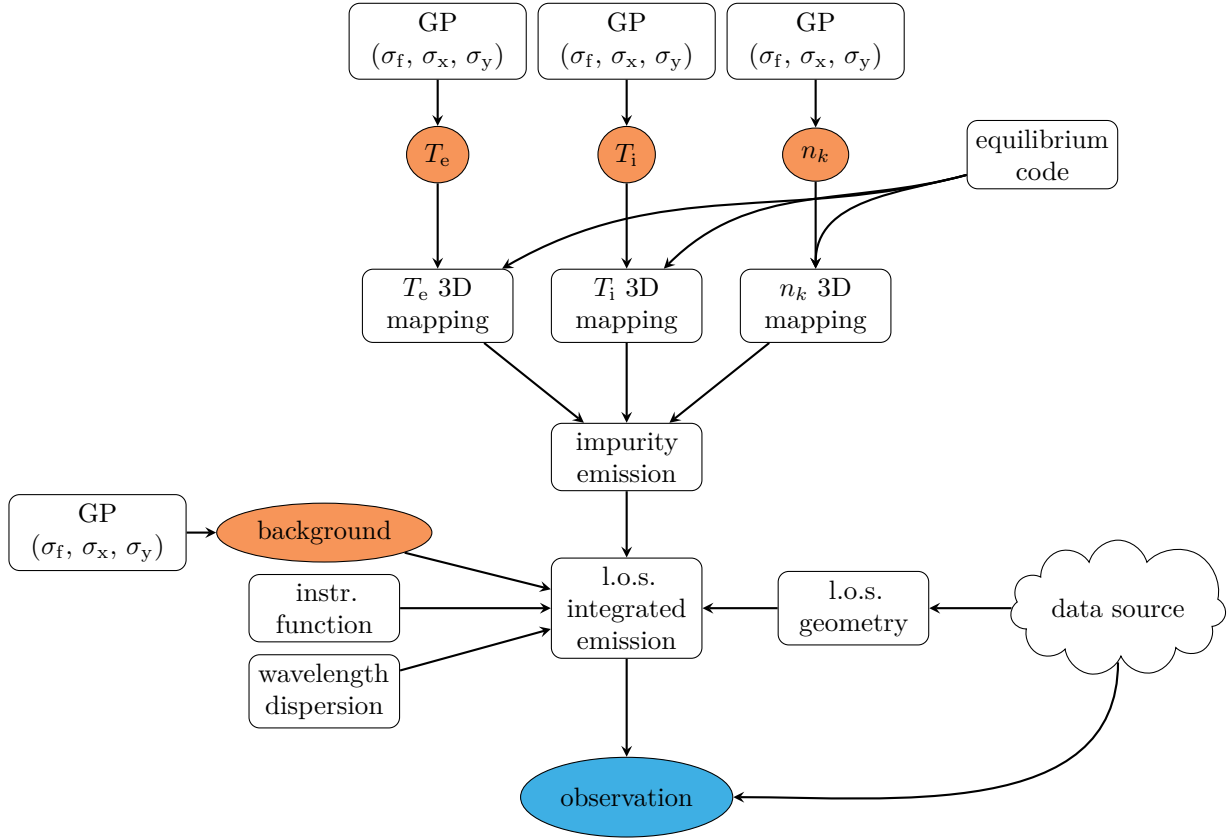 GP
(σf, σx, σy)
GP
(σf, σx, σy)
GP
(σf, σx, σy)
Te
Ti
nk
equilibrium
code
Te 3D
mapping
Ti 3D
mapping
nk 3D
mapping
impurity
emission
GP
(σf, σx, σy)
background
instr.
function
wavelength
dispersion
l.o.s.
integrated
emission
l.o.s.
geometry
data source
observation